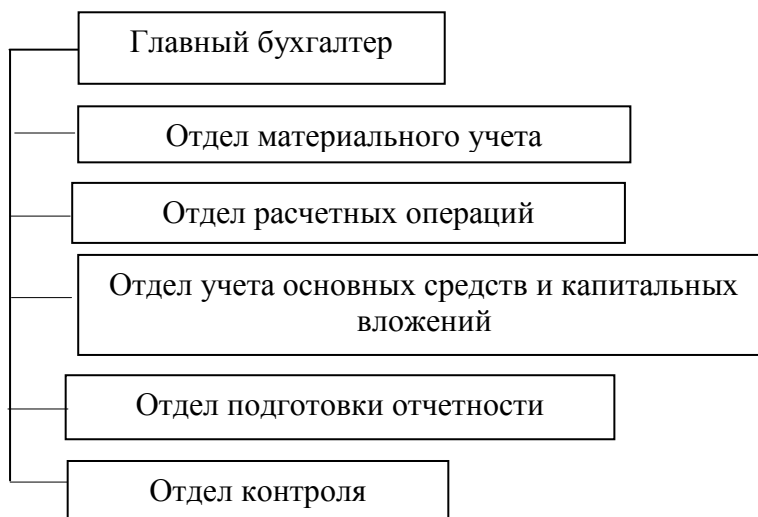 Главный бухгалтер
Отдел материального учета
Отдел расчетных операций
Отдел учета основных средств и капитальных
вложений
Отдел подготовки отчетности
Отдел контроля